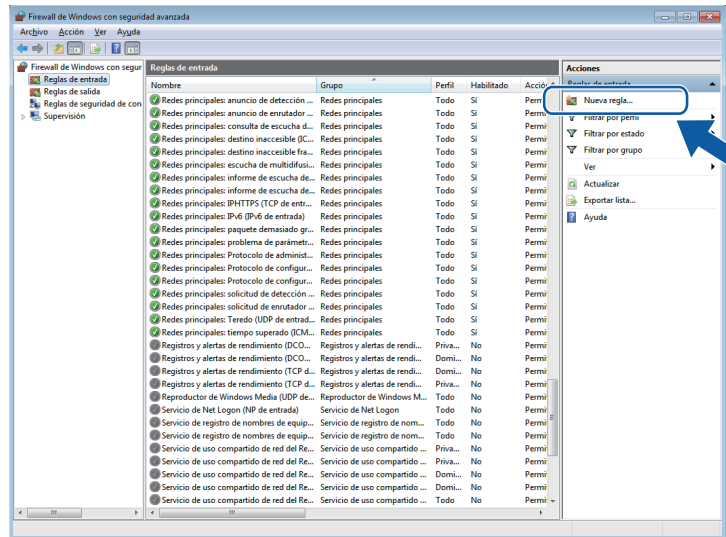 Firewall de Windows con seguridad avanzada
Archivo Acción Ver Ayuda
Firewall de Windows con segur
Reglas de entrada
Reglas de salida
Reglas de seguridad de con
Supervisión
Reglas de entrada
Nombre Grupo Perfil Habilitado Acció
Redes principales: anuncio de detección ... Redes principales Todo Sí Perm
Redes principales: anuncio de enrutador ... Redes principales Todo Sí Perm
Redes principales: consulta de escucha d... Redes principales Todo Sí Permi
Redes principales: destino inaccesible (IC... Redes principales Todo Sí Permi
Redes principales: destino inaccesible fra... Redes principales Todo Sí Permi
Redes principales: escucha de multidifusi... Redes principales Todo Sí Permi
Redes principales: informe de escucha de... Redes principales Todo Sí Permi
Redes principales: informe de escucha de... Redes principales Todo Sí Permi
Redes principales: IPHTTPS (TCP de entr... Redes principales Todo Sí Permi
Redes principales: IPv6 (IPv6 de entrada) Redes principales Todo Sí Permi
Redes principales: paquete demasiado gr... Redes principales Todo Sí Permi
Redes principales: problema de parámetr... Redes principales Todo Sí Permi
Redes principales: Protocolo de administ... Redes principales Todo Sí Permi
Redes principales: Protocolo de configur... Redes principales Todo Sí Permi
Redes principales: Protocolo de configur... Redes principales Todo Sí Permi
Redes principales: solicitud de detección ... Redes principales Todo Sí Permi
Redes principales: solicitud de enrutador ... Redes principales Todo Sí Permi
Redes principales: Teredo (UDP de entrad... Redes principales Todo Sí Permi
Redes principales: tiempo superado (ICM... Redes principales Todo Sí Permi
Registros y alertas de rendimiento (DCO... Registros y alertas de rendi... Priva... No Permi
Registros y alertas de rendimiento (DCO... Registros y alertas de rendi... Domi... No Permi
Registros y alertas de rendimiento (TCP d... Registros y alertas de rendi... Domi... No Permi
Registros y alertas de rendimiento (TCP d... Registros y alertas de rendi... Priva... No Permi
Reproductor de Windows Media (UDP de... Reproductor de Windows M... Todo No Permi
Servicio de Net Logon (NP de entrada) Servicio de Net Logon Todo No Permi
Servicio de registro de nombres de equip... Servicio de registro de nom... Todo No Permi
Servicio de registro de nombres de equip... Servicio de registro de nom... Todo No Permi
Servicio de uso compartido de red del Re... Servicio de uso compartido ... Priva... No Permi
Servicio de uso compartido de red del Re... Servicio de uso compartido ... Priva... No Permi
Servicio de uso compartido de red del Re... Servicio de uso compartido ... Domi... No Permi
Servicio de uso compartido de red del Re... Servicio de uso compartido ... Domi... No Permi
Servicio de uso compartido de red del Re... Servicio de uso compartido ... Todo No Permi
Acciones
Reglas de entrada
Nueva regla...
Filtrar por perfil
Filtrar por estado
Filtrar por grupo
Ver
Actualizar
Exportar lista...
Ayuda